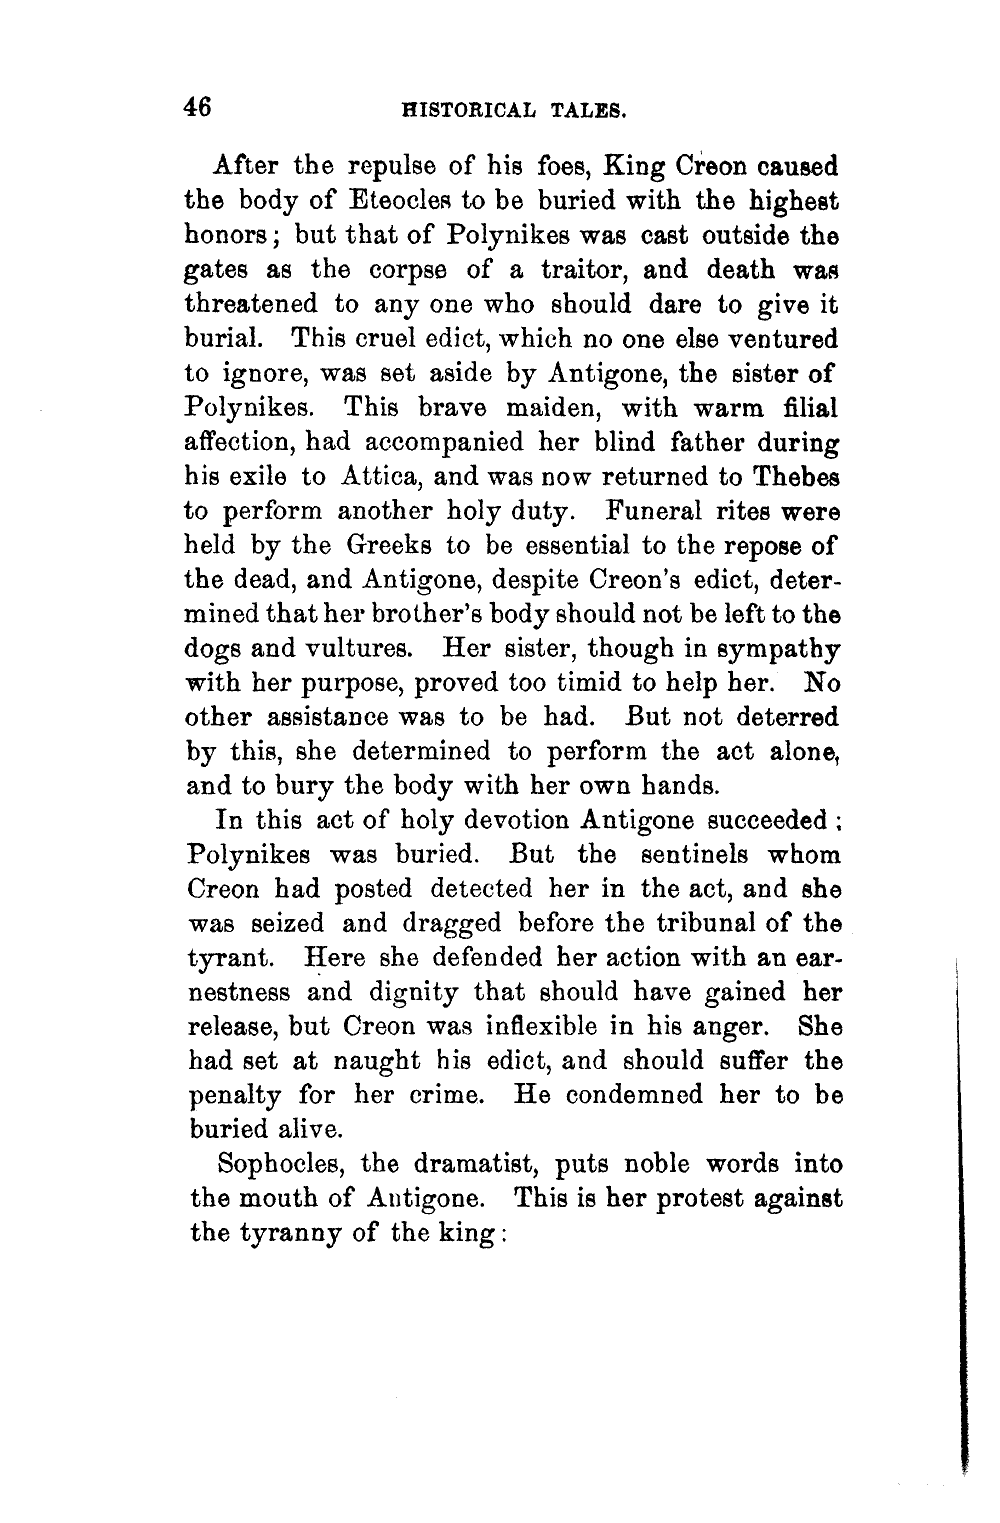 46 HISTORICAL TALES.
After the repulse of his foes, King Creon caused
the body of Eteocles to be buried with the highest
honors; but that of Polynikes was cast outside the
gates as the corpse of a traitor, and death was
threatened to any one who should dare to give it
burial. This cruel edict, which no one else ventured
to ignore, was set aside by Antigone, the sister of
Polynikes. This brave maiden, with warm filial
affection, had accompanied her blind father during
his exile to Attica, and was now returned to Thebes
to perform another holy duty. Funeral rites were
held by the Greeks to be essential to the repose of
the dead, and Antigone, despite Creon's edict, deter-
mined that her brother's body should not be left to the
dogs and vultures. Her sister, though in sympathy
with her purpose, proved too timid to help her. No
other assistance was to be had. But not deterred
by this, she determined to perform the act alone,
and to bury the body with her own hands.
In this act of holy devotion Antigone succeeded;
Polynikes was buried. But the sentinels whom
Creon had posted detected her in the act, and she
was seized and dragged before the tribunal of the
tyrant. Here she defended her action with an ear-
nestness and dignity that should have gained her
release, but Creon was inflexible in his anger. She
had set at naught his edict, and should suffer the
penalty for her crime. He condemned her to be
buried alive.
Sophocles, the dramatist, puts noble words into
the mouth of Antigone. This is her protest against
the tyranny of the king: